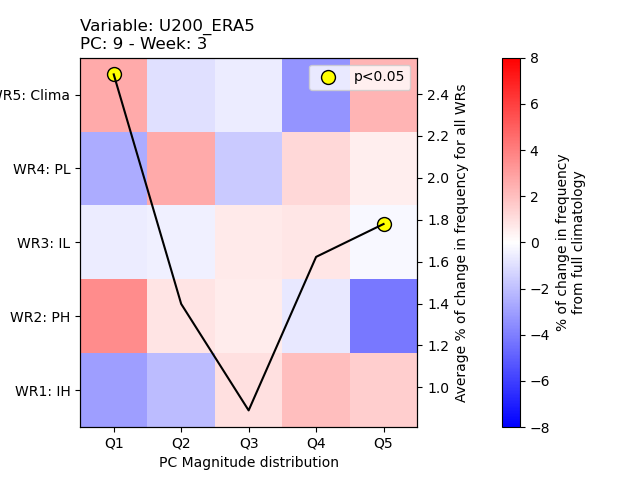 Variable: U200_ERA5
PC: 9 - Week: 3
p<0.05
WR5: Clima
WR4: PL
WR3: IL
WR2: PH
WR1: IH
Q1 Q2 Q3 Q4 Q5
PC Magnitude distribution
2.4
2.2
2.0
1.8
1.6
1.4
1.2
1.0
Average % of change in frequency for all WRs
8
6
4
2
0
−2
−4
−6
−8
% of change in frequency
from full climatology